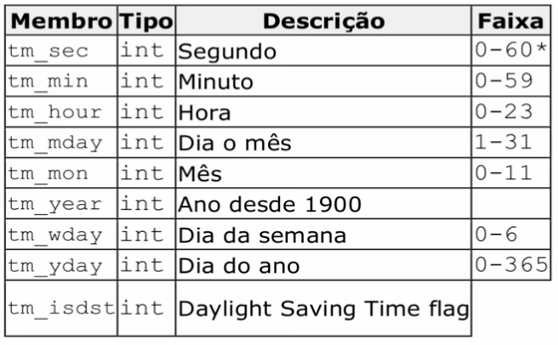 Membro Tipo Descrição Faixa
tm_sec int Segundo 0-60*
tm_min int Minuto 0-59
tm_hour int Hora 0-23
tm_mday int Dia o mês 1-31
tm_mon int Mês 0-11
tm_year int Ano desde 1900
tm_wday int Dia da semana 0-6
tm_yday int Dia do ano 0-365
tm_isdst int Daylight Saving Time flag